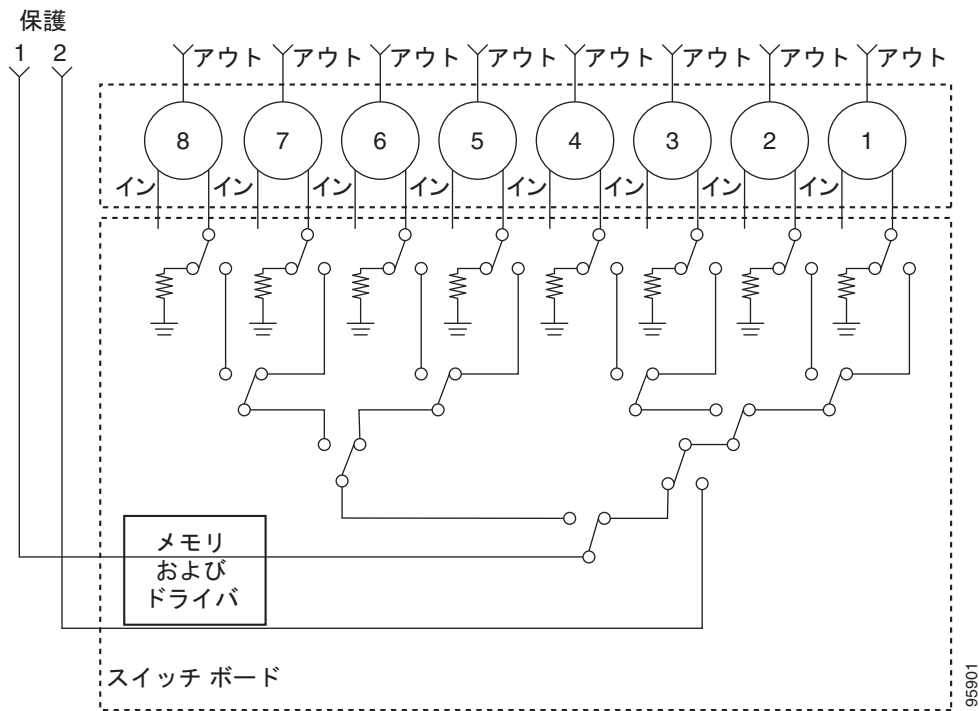 保護
1 2
アウト アウト アウト アウト アウト アウト アウト アウト
8 7 6 5 4 3 2 1
イン イン イン イン イン イン イン イン
メモリ
および
ドライバ
スイッチ ボード
95901